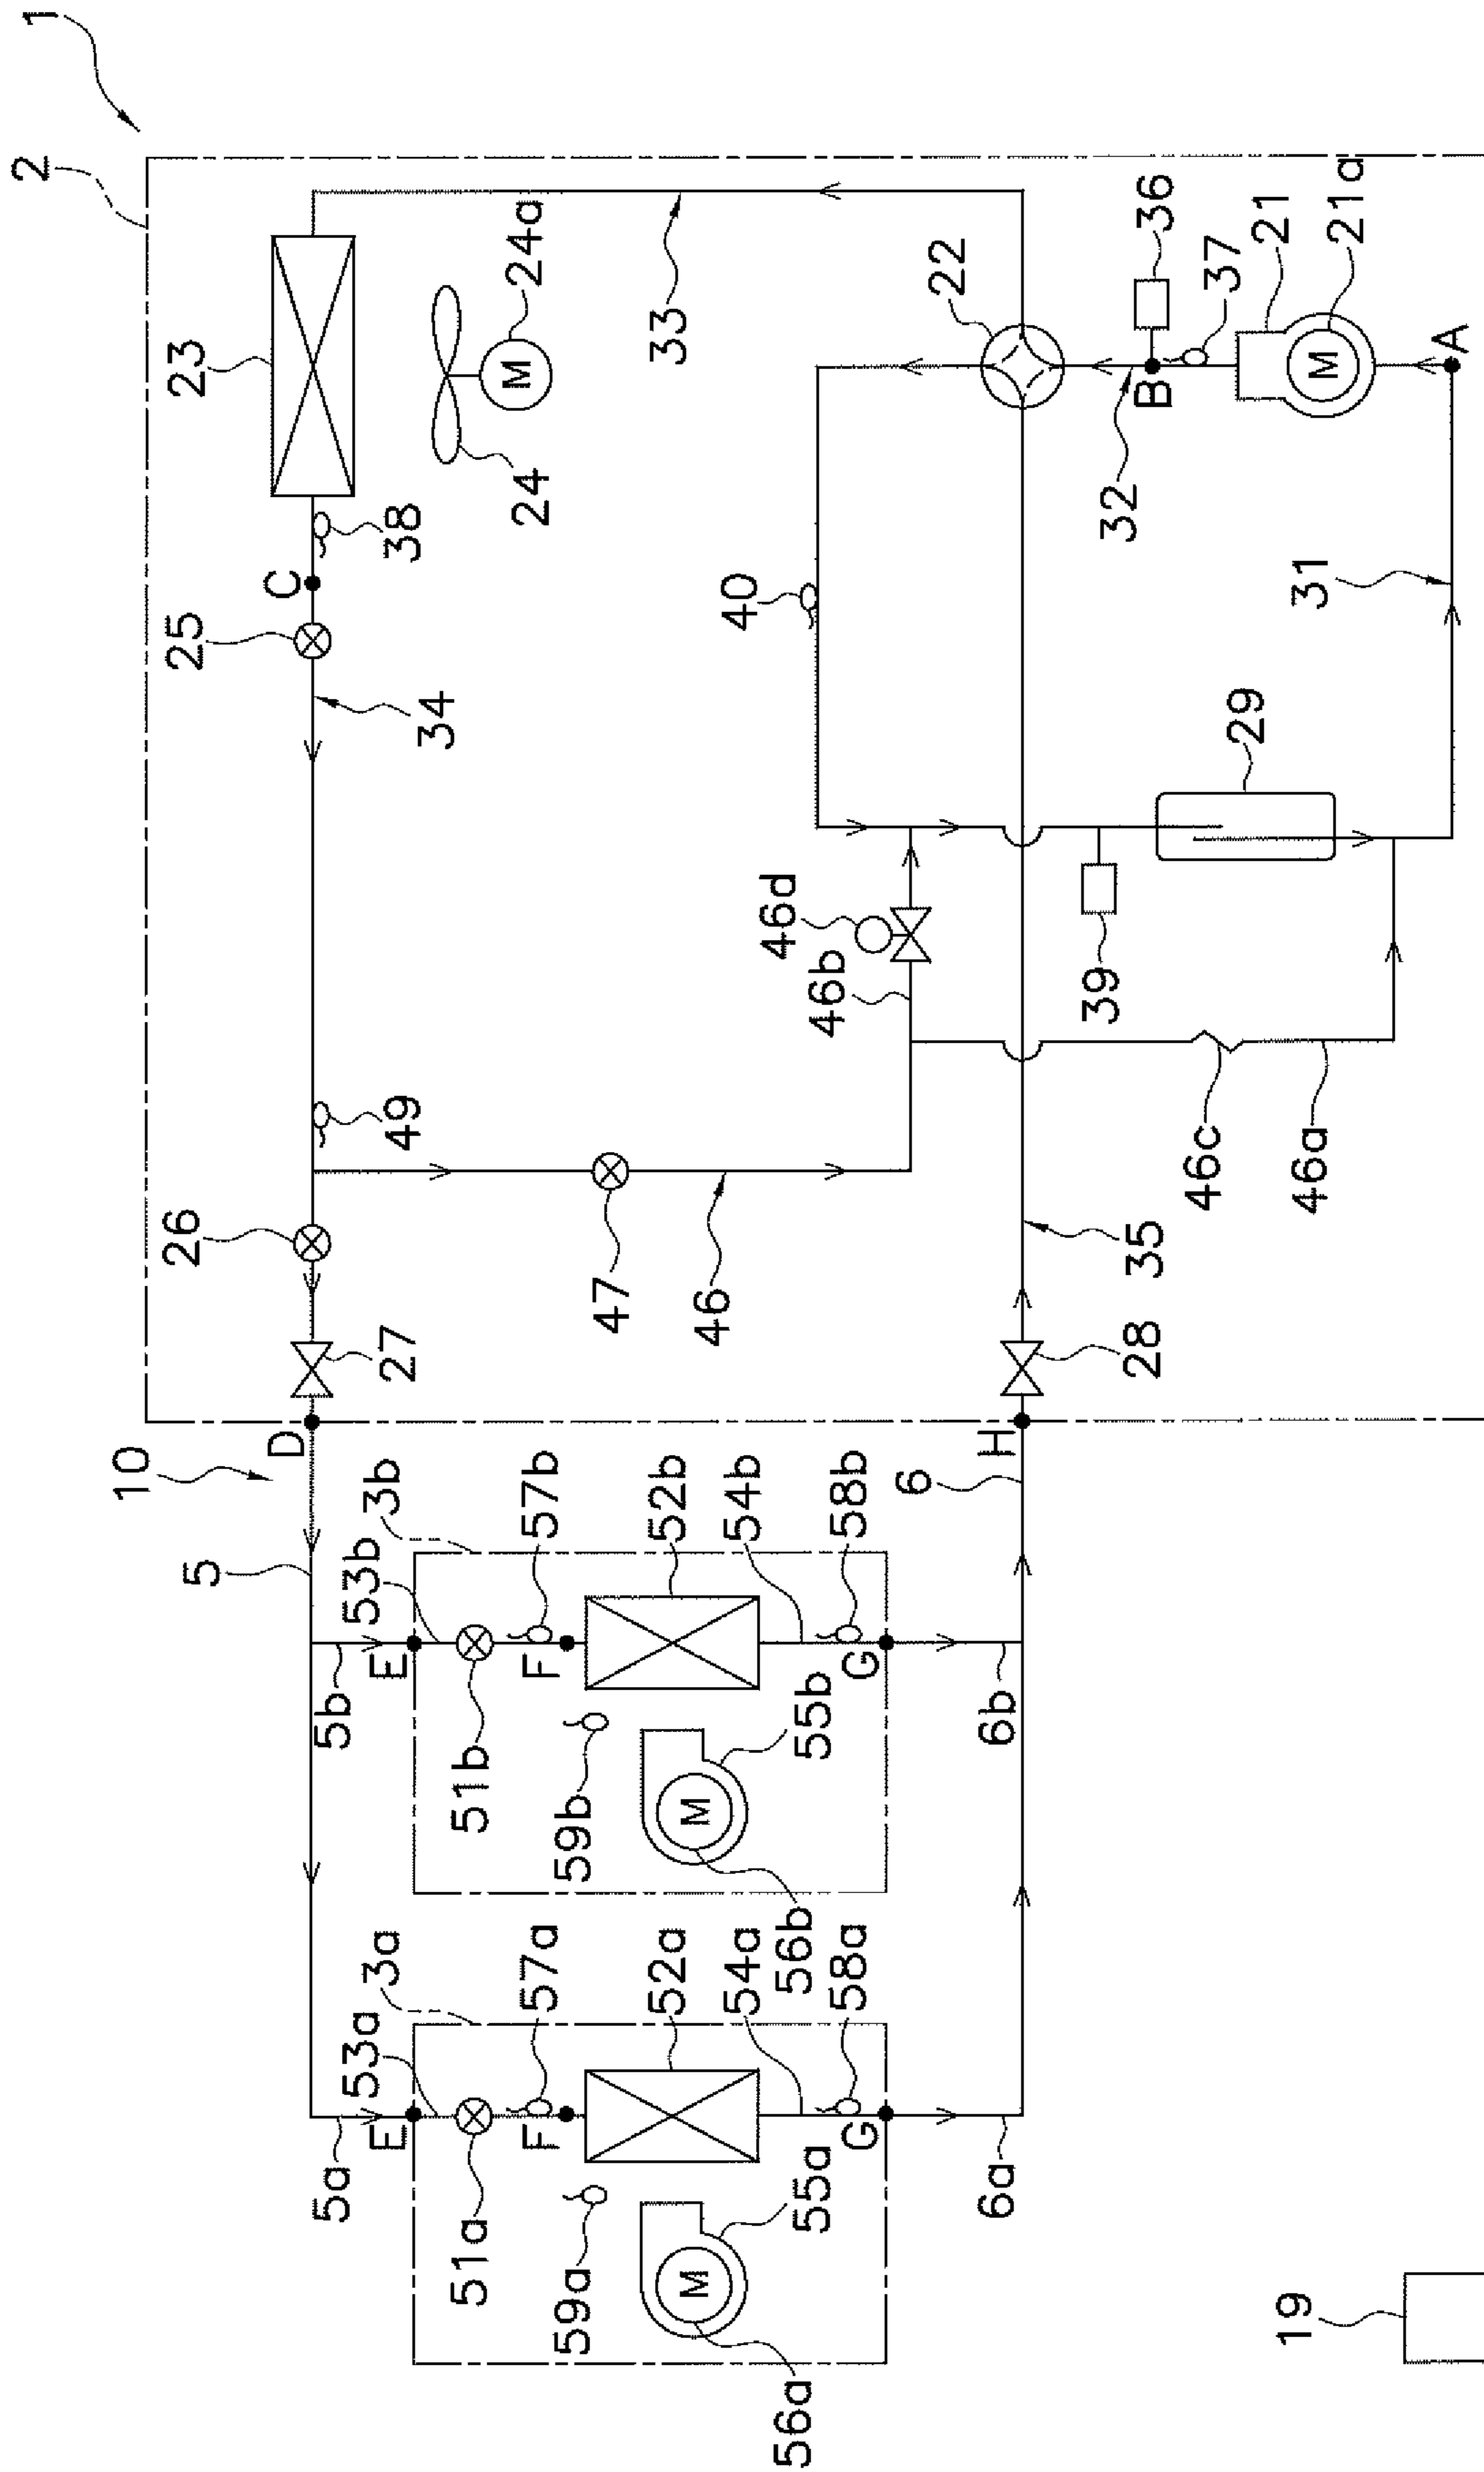 1
2
10
26
25
23
5
D
C
5a
5b
53a
53b
3a
3b
E
E
27
49
38
34
51a
51b
M
24
24a
F
57a
F
57b
59a
59b
47
52a
52b
33
M
M
46
54a
54b
40
46d
56a
56b
55a
55b
46b
58a
58b
G
G
6
22
6a
6b
H
39
32
28
35
B
36
46c
37
29
21
19
46a
31
M
21a
A